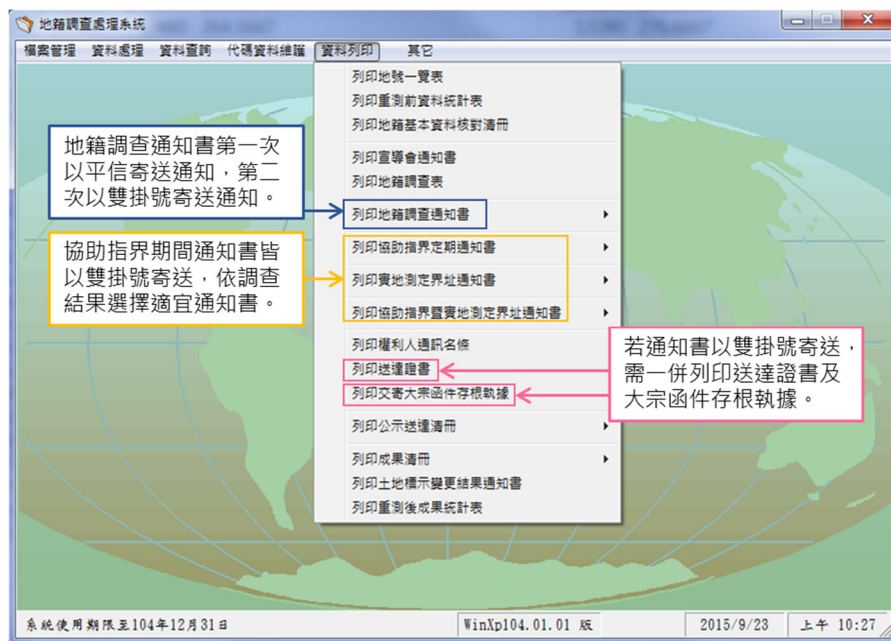 地籍調查處理系統
檔案管理 資料處理 資料查詢 代碼資料維護 資料列印 其它
列印地號一覽表
列印重測前資料統計表
列印地籍基本資料核對清冊
列印宣導會通知書
列印地籍調查表
列印地籍調查通知書
列印協助指界定期通知書
列印實地測定界址通知書
列印協助指界暨實地測定界址通知書
列印權利人通訊名條
列印送達證書
列印交寄大宗函件存根執據
列印公示送達清冊
列印成果清冊
列印土地標示變更結果通知書
列印重測後成果統計表
地籍調查通知書第一次
以平信寄送通知，第二
次以雙掛號寄送通知。
協助指界期間通知書皆
以雙掛號寄送，依調查
結果選擇適宜通知書。
若通知書以雙掛號寄送，
需一併列印送達證書及
大宗函件存根執據。
系統使用期限至104年12月31日 WinXp104.01.01 版 2015/9/23 上午 10:27